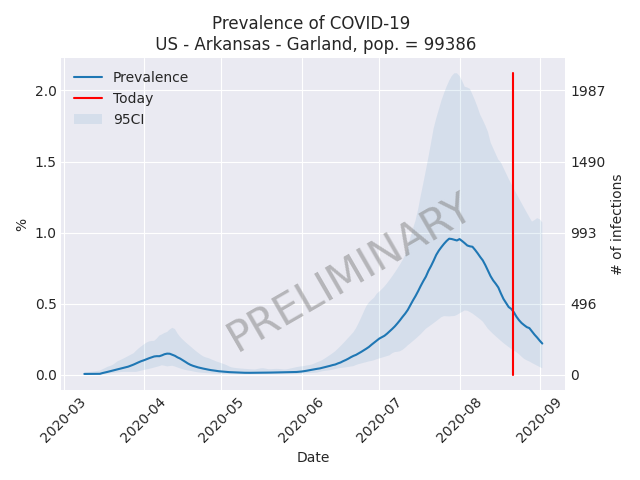 Prevalence of COVID-19
US - Arkansas - Garland, pop. = 99386
Prevalence
Today
95CI
PRELIMINARY
2.0
1.5
1.0
0.5
0.0
%
1987
1490
993
496
0
# of infections
2020-03
2020-04
2020-05
2020-06
2020-07
2020-08
2020-09
Date